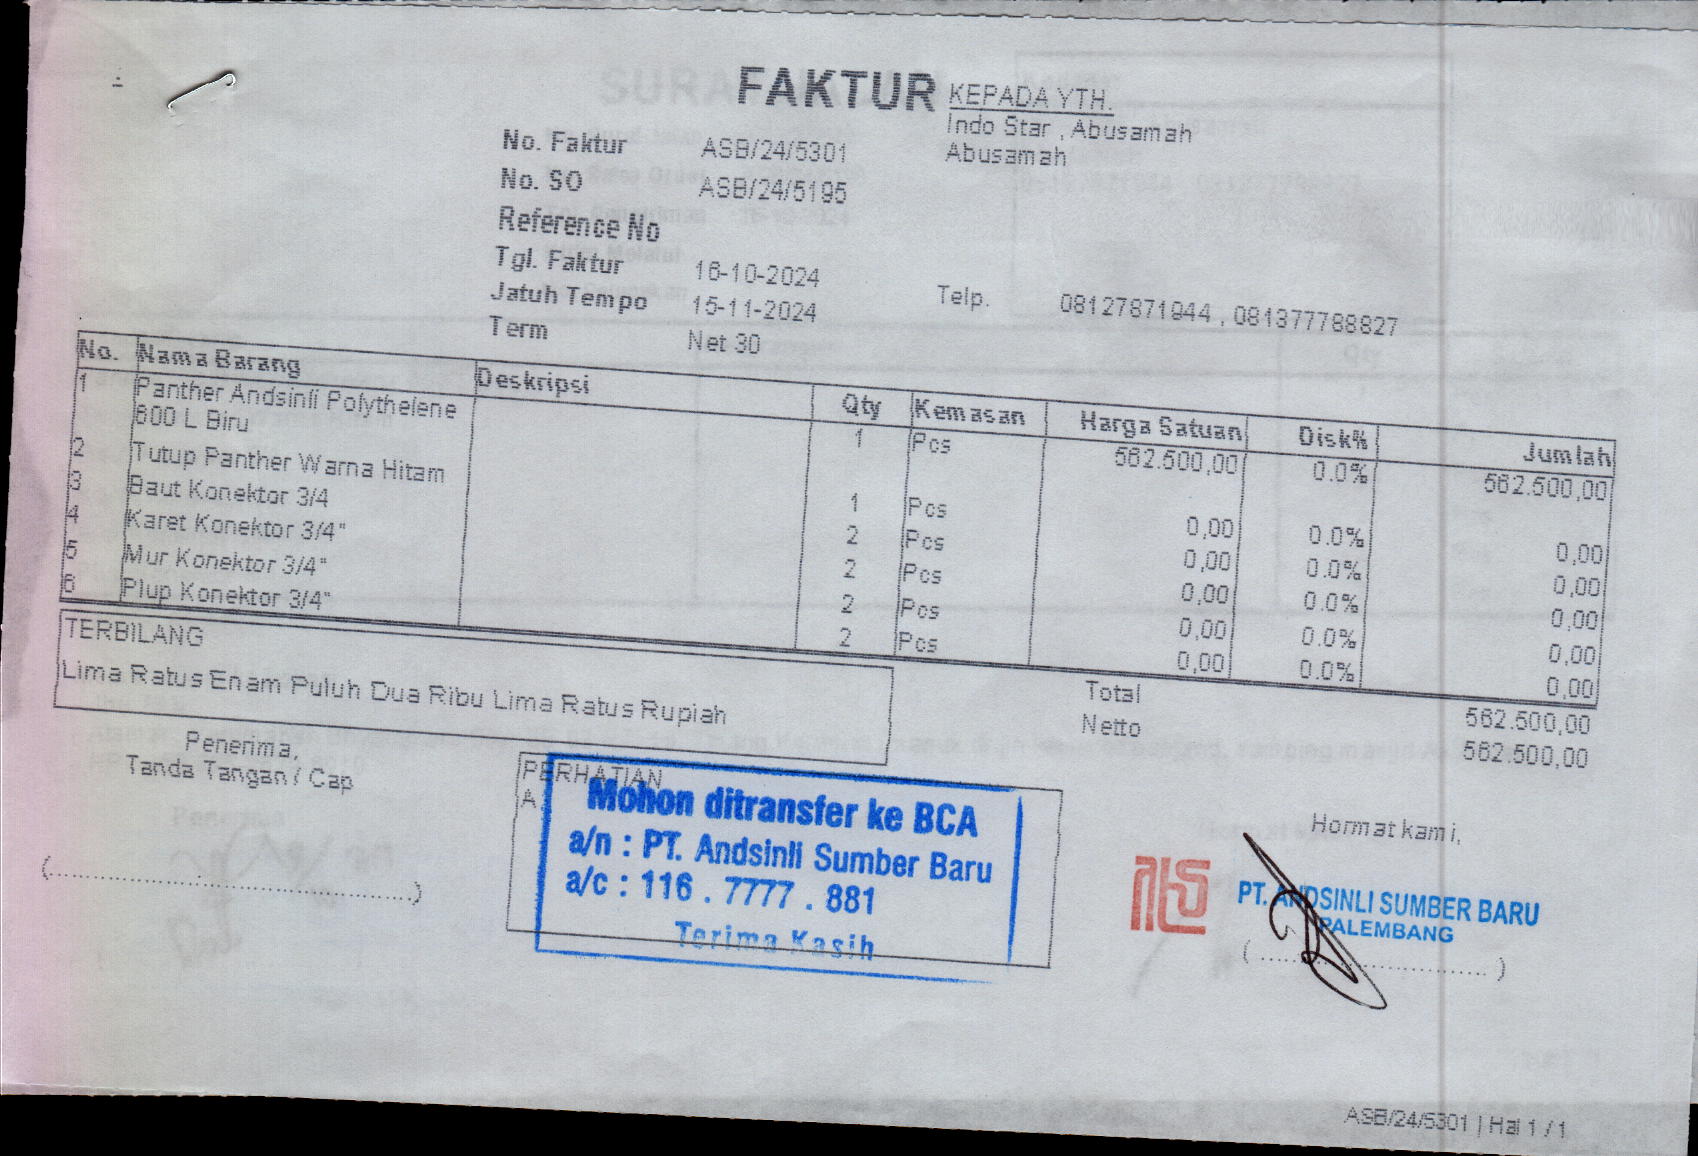 FAKTUR
KEPADA YTH.
Indo Star , Abusamah
Abusamah
No. Faktur ASB/24/5301
No. SO ASB/24/5195
Reference No
Tgl. Faktur 16-10-2024
Jatuh Tempo 15-11-2024
Term Net 30
Telp. 08127871944 , 081377788827
No. Nama Barang Deskripsi Qty Kemasan Harga Satuan Disk% Jumlah
1 Panther Andsinli Polythelene 1 Pcs 562.500,00 0.0% 562.500,00
600 L Biru
2 Tutup Panther Warna Hitam 1 Pcs 0,00 0.0% 0,00
3 Baut Konektor 3/4 2 Pcs 0,00 0.0% 0,00
4 Karet Konektor 3/4" 2 Pcs 0,00 0.0% 0,00
5 Mur Konektor 3/4" 2 Pcs 0,00 0.0% 0,00
6 Plup Konektor 3/4" 2 Pcs 0,00 0.0% 0,00
TERBILANG
Lima Ratus Enam Puluh Dua Ribu Lima Ratus Rupiah
Total 562.500,00
Netto 562.500,00
Penerima,
Tanda Tangan / Cap
(....................................................)
PERHATIAN
A
Mohon ditransfer ke BCA
a/n : PT. Andsinli Sumber Baru
a/c : 116 . 7777 . 881
Terima Kasih
Hormat kami,
PT. ANDSINLI SUMBER BARU
PALEMBANG
( ................................. )
ASB/24/5301 | Hal 1 / 1